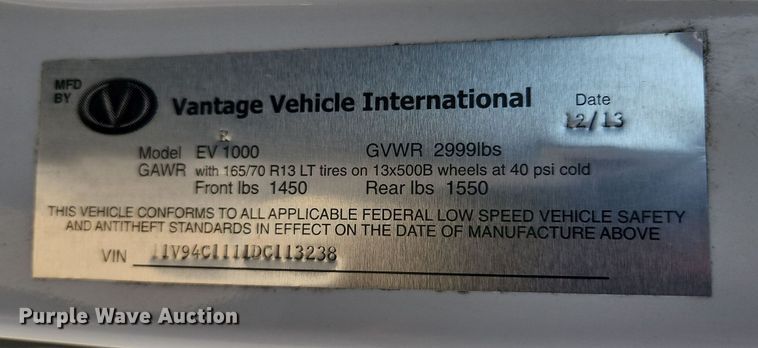 MFD BY V Vantage Vehicle International Date
12/13
R
Model EV 1000 GVWR 2999lbs
GAWR with 165/70 R13 LT tires on 13x500B wheels at 40 psi cold
Front lbs 1450 Rear lbs 1550
THIS VEHICLE CONFORMS TO ALL APPLICABLE FEDERAL LOW SPEED VEHICLE SAFETY
AND ANTITHEFT STANDARDS IN EFFECT ON THE DATE OF MANUFACTURE ABOVE
VIN
Purple Wave Auction